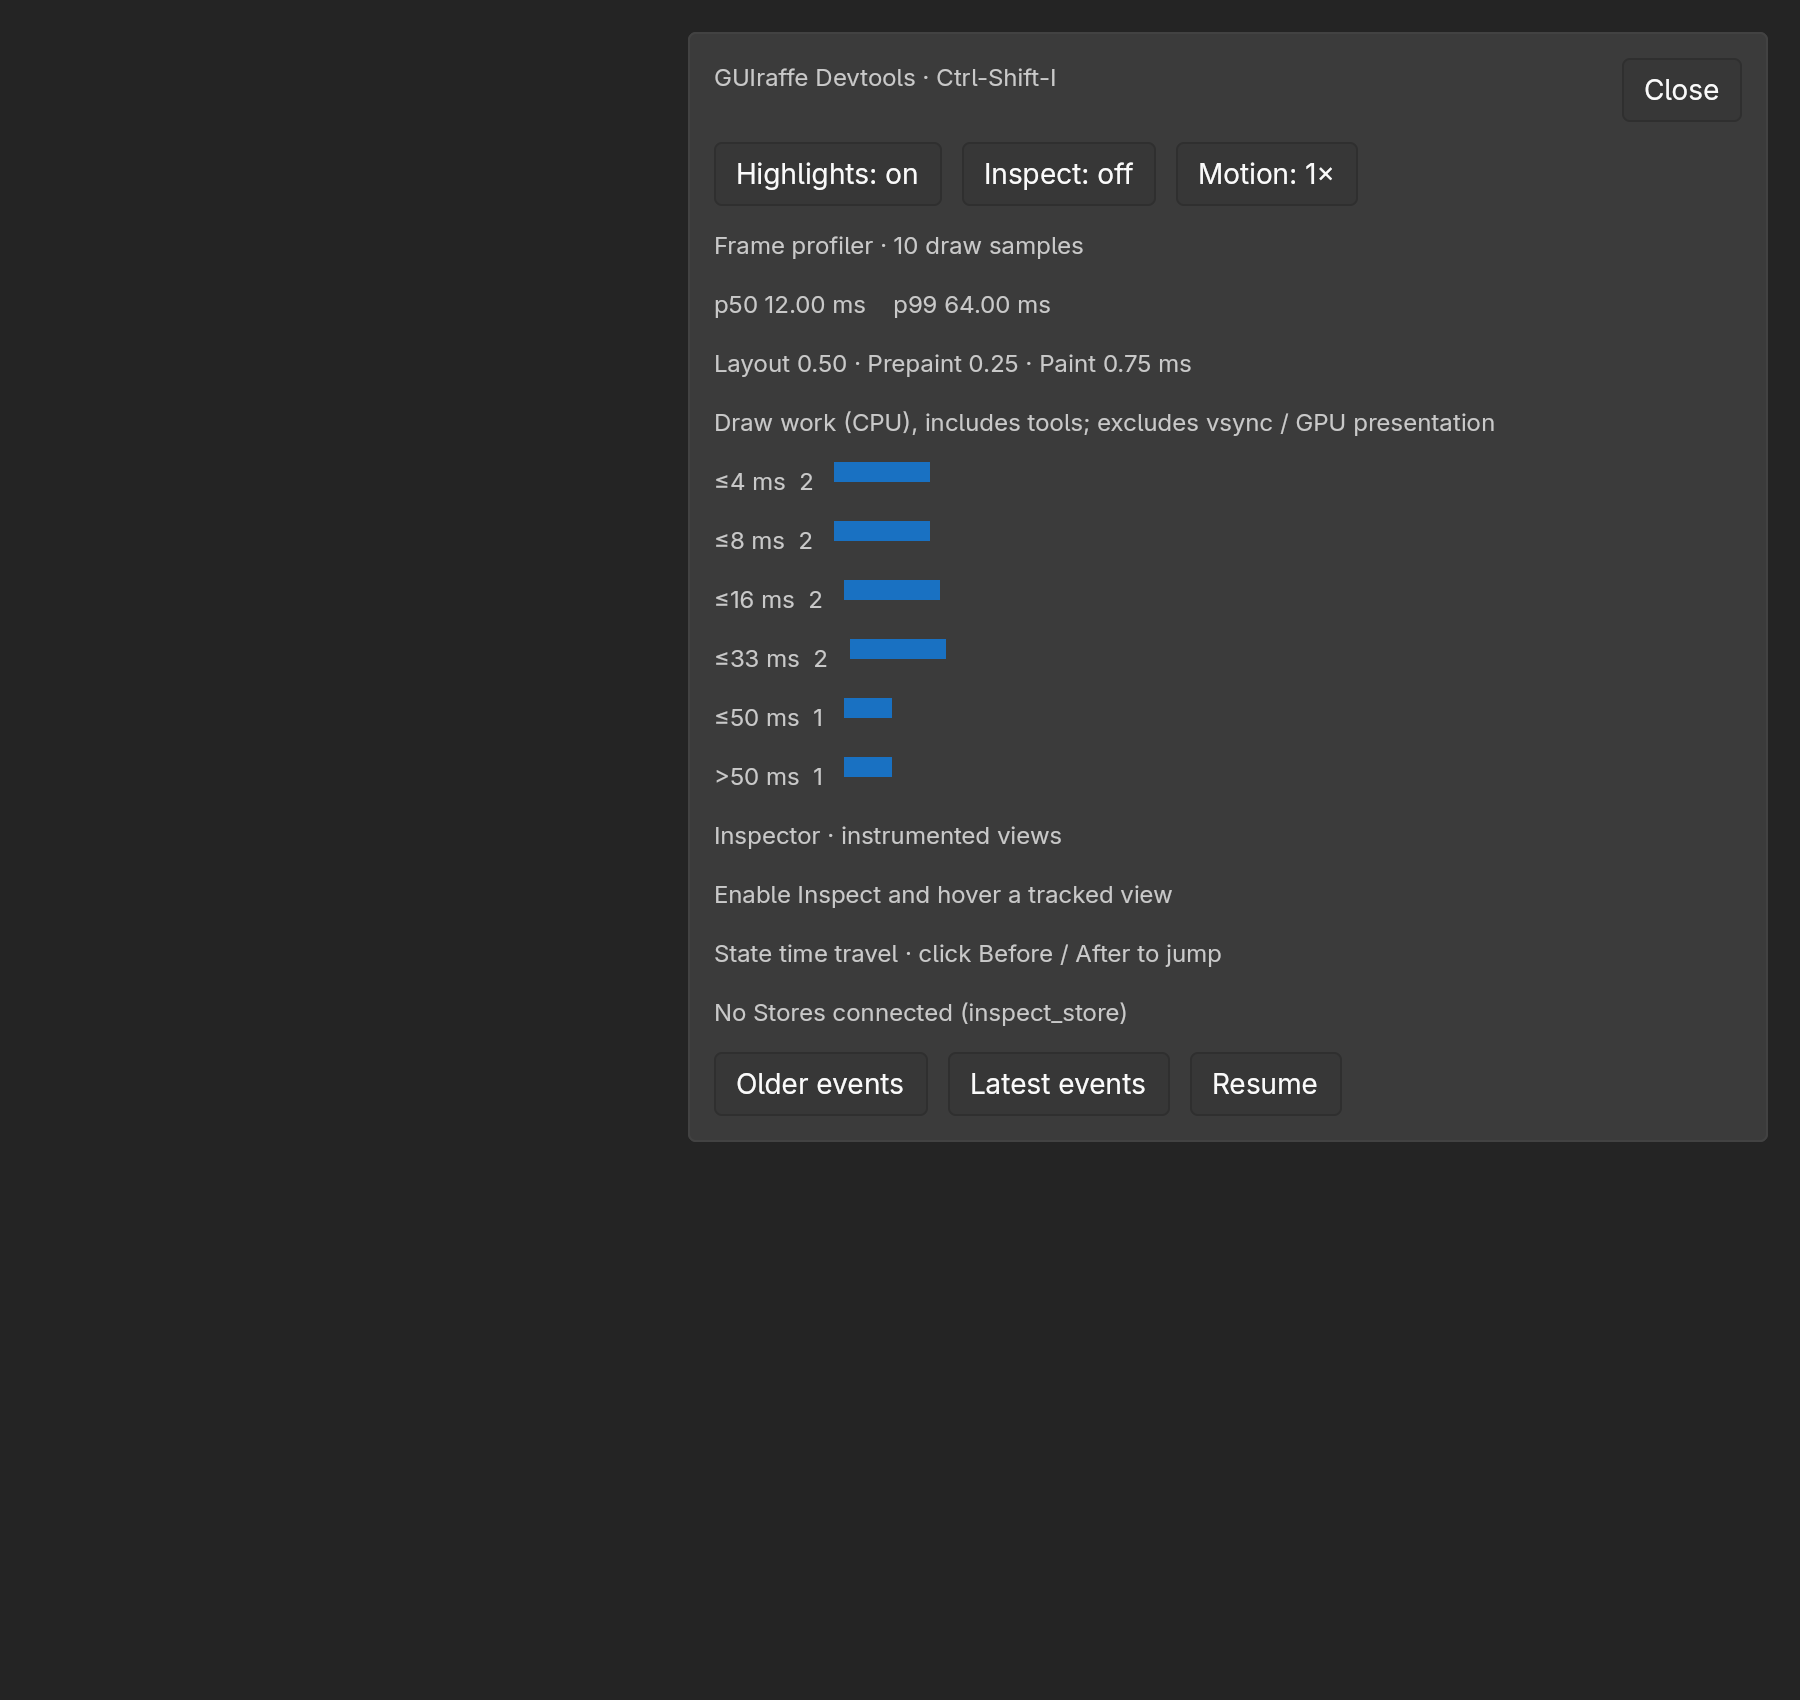 GUIraffe Devtools · Ctrl-Shift-I
Close
Highlights: on
Inspect: off
Motion: 1×
Frame profiler · 10 draw samples
p50 12.00 ms p99 64.00 ms
Layout 0.50 · Prepaint 0.25 · Paint 0.75 ms
Draw work (CPU), includes tools; excludes vsync / GPU presentation
≤4 ms 2
≤8 ms 2
≤16 ms 2
≤33 ms 2
≤50 ms 1
>50 ms 1
Inspector · instrumented views
Enable Inspect and hover a tracked view
State time travel · click Before / After to jump
No Stores connected (inspect_store)
Older events
Latest events
Resume